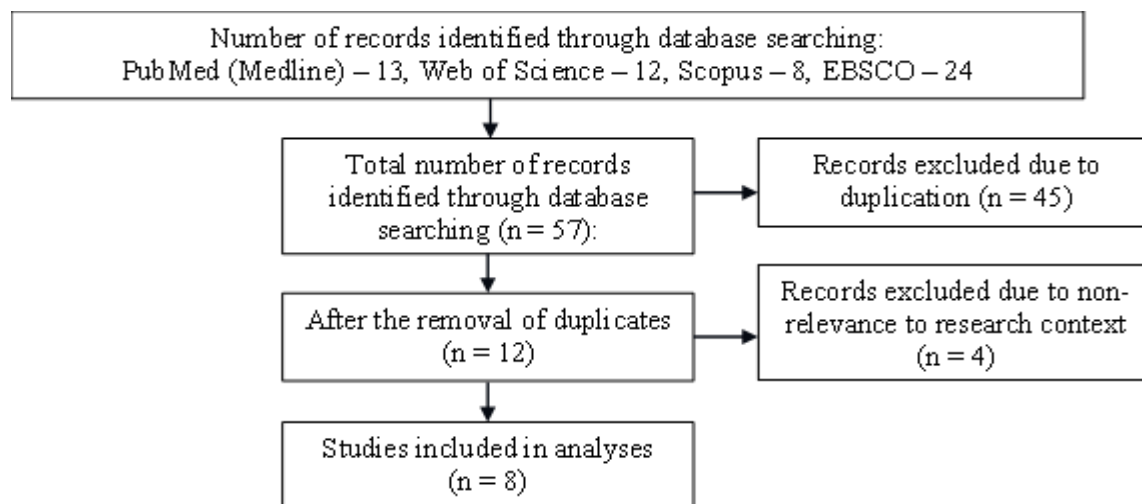 Number of records identified through database searching:
PubMed (Medline) – 13, Web of Science – 12, Scopus – 8, EBSCO – 24
Total number of records
identified through database
searching (n = 57):
Records excluded due to
duplication (n = 45)
After the removal of duplicates
(n = 12)
Records excluded due to non-
relevance to research context
(n = 4)
Studies included in analyses
(n = 8)